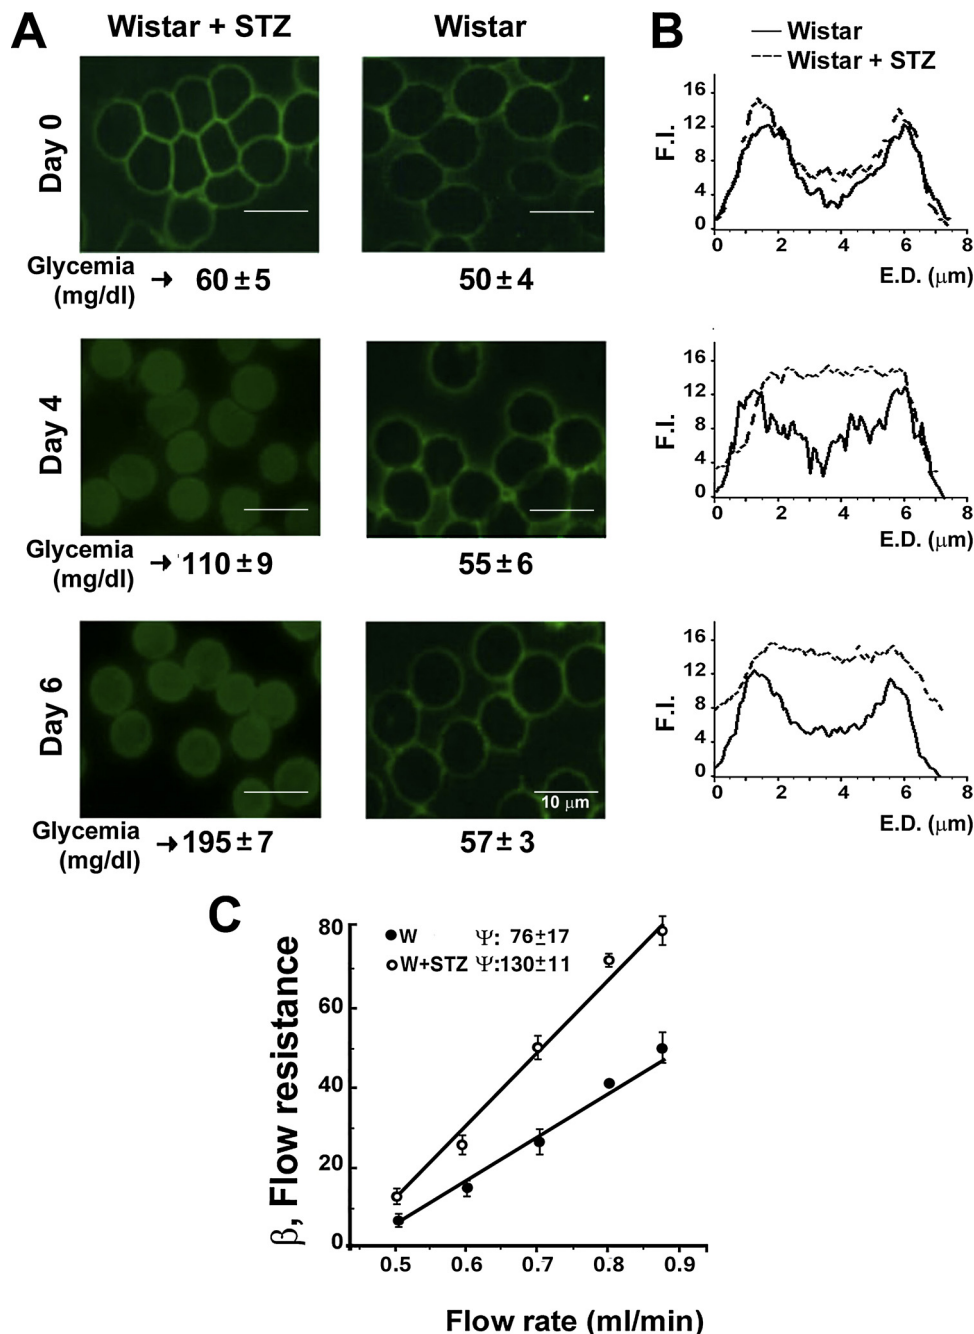 A
Wistar + STZ
Wistar
Day 0
Glycemia
(mg/dl)
→ 60±5
50±4
Day 4
Glycemia
(mg/dl)
→ 110±9
55±6
Day 6
10 μm
Glycemia
(mg/dl)
→ 195±7
57±3
B
Wistar
Wistar + STZ
F.I.
16
12
8
4
0
0 2 4 6 8
E.D. (μm)
F.I.
16
12
8
4
0
0 2 4 6 8
E.D. (μm)
F.I.
16
12
8
4
0
0 2 4 6 8
E.D. (μm)
C
β, Flow resistance
80
60
40
20
0
W Ψ: 76±17
W+STZ Ψ:130±11
0.5 0.6 0.7 0.8 0.9
Flow rate (ml/min)